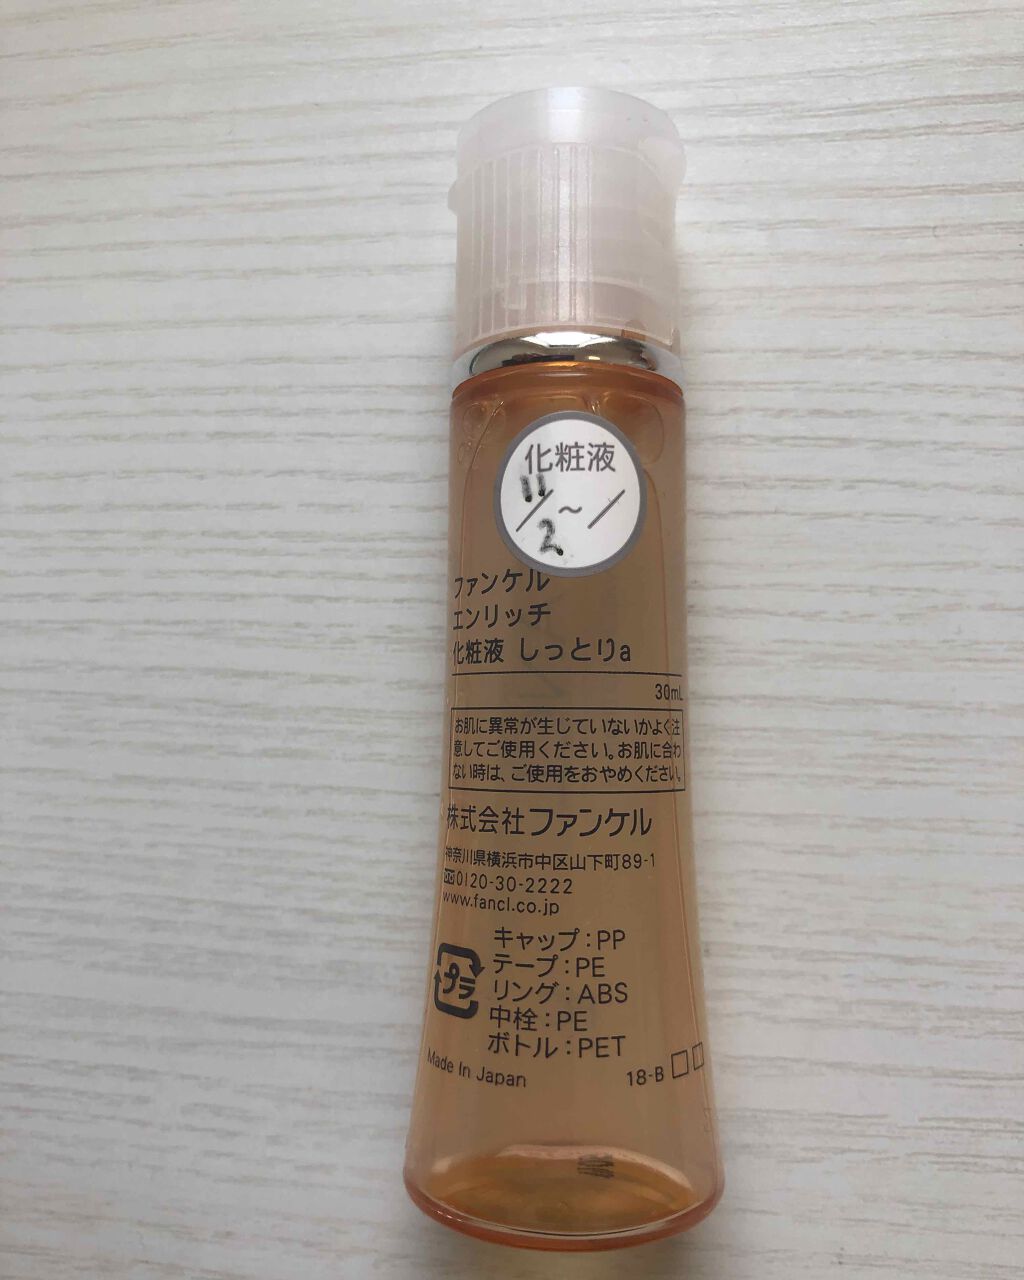 化粧液
11/2~/
ファンケル
エンリッチ
化粧液 しっとりa
30mL
お肌に異常が生じていないかよく注
意してご使用ください。お肌に合わ
ない時は、ご使用をおやめください。
株式会社ファンケル
神奈川県横浜市中区山下町89-1
0120-30-2222
www.fancl.co.jp
キャップ:PP
テープ:PE
プラ
リング:ABS
中栓:PE
ボトル:PET
Made In Japan
18-B